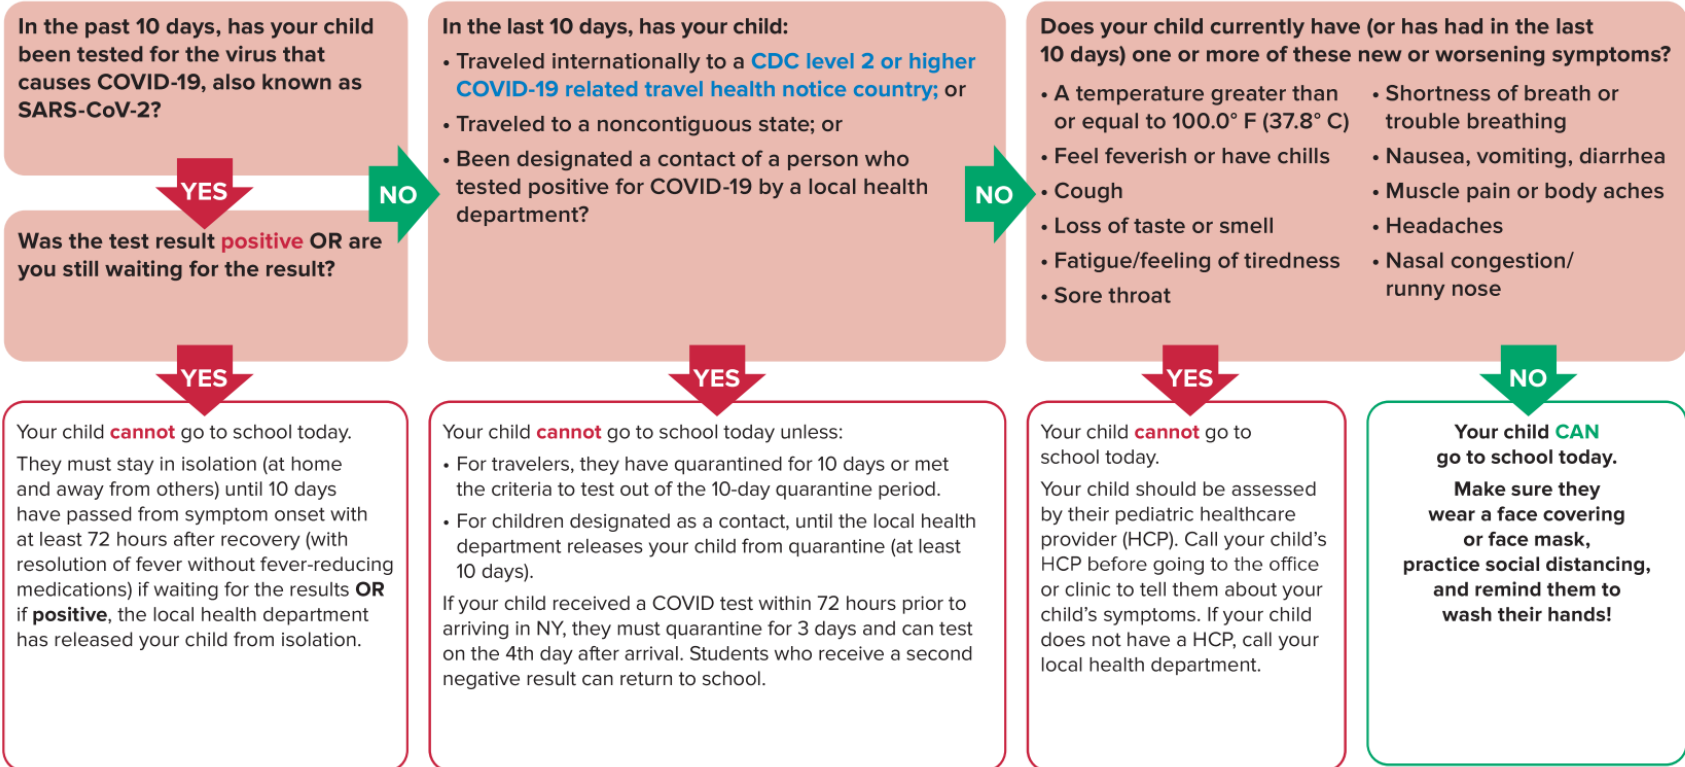 In the past 10 days, has your child
been tested for the virus that
causes COVID-19, also known as
SARS-CoV-2?
YES
NO
Was the test result positive OR are
you still waiting for the result?
YES
Your child cannot go to school today.
They must stay in isolation (at home
and away from others) until 10 days
have passed from symptom onset with
at least 72 hours after recovery (with
resolution of fever without fever-reducing
medications) if waiting for the results OR
if positive, the local health department
has released your child from isolation.
In the last 10 days, has your child:
• Traveled internationally to a CDC level 2 or higher
COVID-19 related travel health notice country; or
• Traveled to a noncontiguous state; or
• Been designated a contact of a person who
tested positive for COVID-19 by a local health
department?
NO
YES
Your child cannot go to school today unless:
• For travelers, they have quarantined for 10 days or met
the criteria to test out of the 10-day quarantine period.
• For children designated as a contact, until the local health
department releases your child from quarantine (at least
10 days).
If your child received a COVID test within 72 hours prior to
arriving in NY, they must quarantine for 3 days and can test
on the 4th day after arrival. Students who receive a second
negative result can return to school.
Does your child currently have (or has had in the last
10 days) one or more of these new or worsening symptoms?
• A temperature greater than
or equal to 100.0° F (37.8° C)
• Feel feverish or have chills
• Cough
• Loss of taste or smell
• Fatigue/feeling of tiredness
• Sore throat
• Shortness of breath or
trouble breathing
• Nausea, vomiting, diarrhea
• Muscle pain or body aches
• Headaches
• Nasal congestion/
runny nose
YES
Your child cannot go to
school today.
Your child should be assessed
by their pediatric healthcare
provider (HCP). Call your child's
HCP before going to the office
or clinic to tell them about your
child's symptoms. If your child
does not have a HCP, call your
local health department.
NO
Your child CAN
go to school today.
Make sure they
wear a face covering
or face mask,
practice social distancing,
and remind them to
wash their hands!